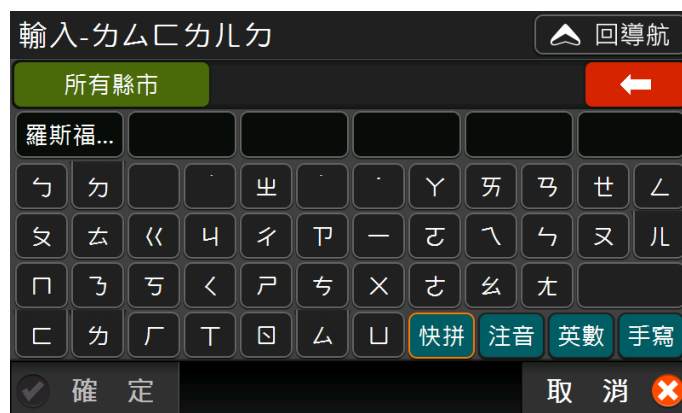 輸入-ㄌㄙㄈㄌㄦㄉ 回導航
所有縣市
羅斯福...
ㄅ ㄉ ˙ ㄓ ˙ ˙ ㄚ ㄞ ㄢ ㄝ ㄥ
ㄆ ㄊ ㄍ ㄐ ㄔ ㄗ ㄧ ㄛ ㄟ ㄣ ㄡ ㄦ
ㄇ ㄋ ㄎ ㄑ ㄕ ㄘ ㄨ ㄜ ㄠ ㄤ
ㄈ ㄌ ㄏ ㄒ ㄖ ㄙ ㄩ 快拼 注音 英數 手寫
確 定 取 消